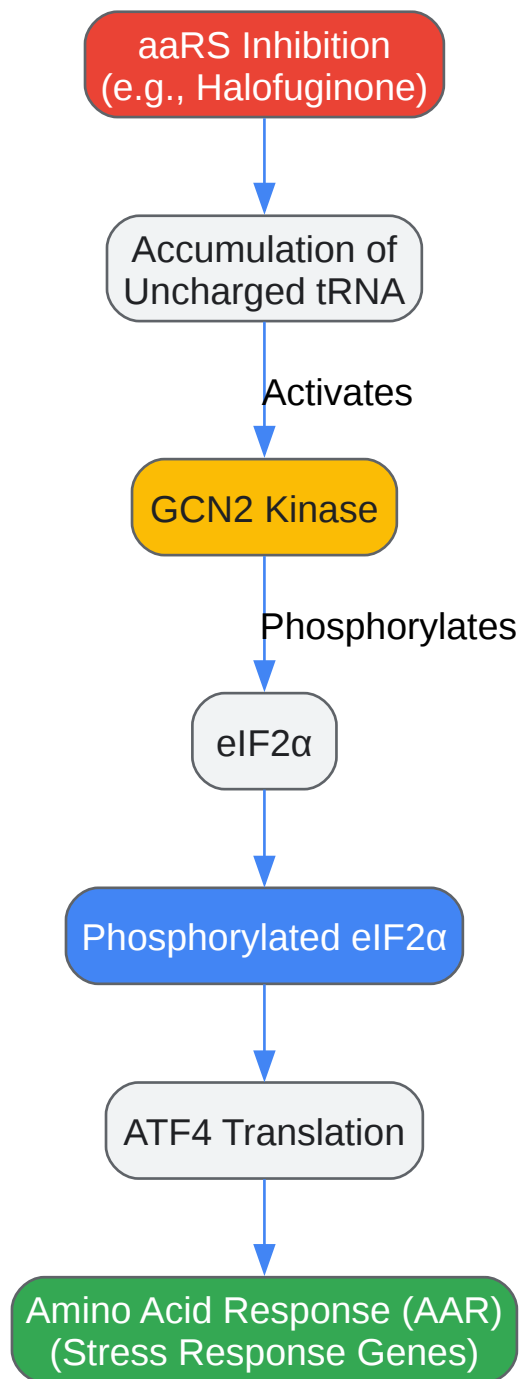 aaRS Inhibition
(e.g., Halofuginone)
Accumulation of
Uncharged tRNA
Activates
GCN2 Kinase
Phosphorylates
eIF2α
Phosphorylated eIF2α
ATF4 Translation
Amino Acid Response (AAR)
(Stress Response Genes)